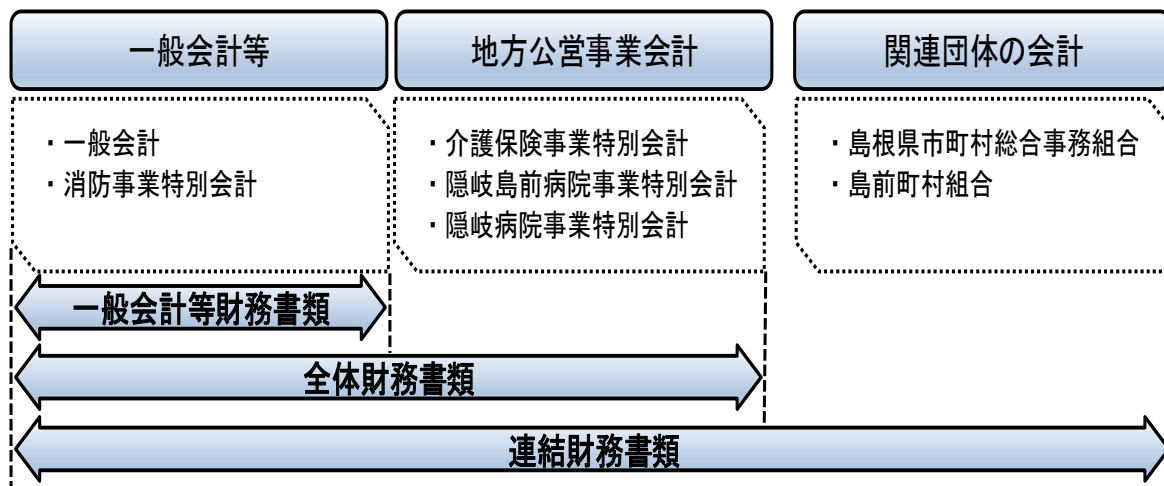 一般会計等
地方公営事業会計
関連団体の会計
・一般会計
・消防事業特別会計
・介護保険事業特別会計
・隠岐島前病院事業特別会計
・隠岐病院事業特別会計
・島根県市町村総合事務組合
・島前町村組合
一般会計等財務書類
全体財務書類
連結財務書類